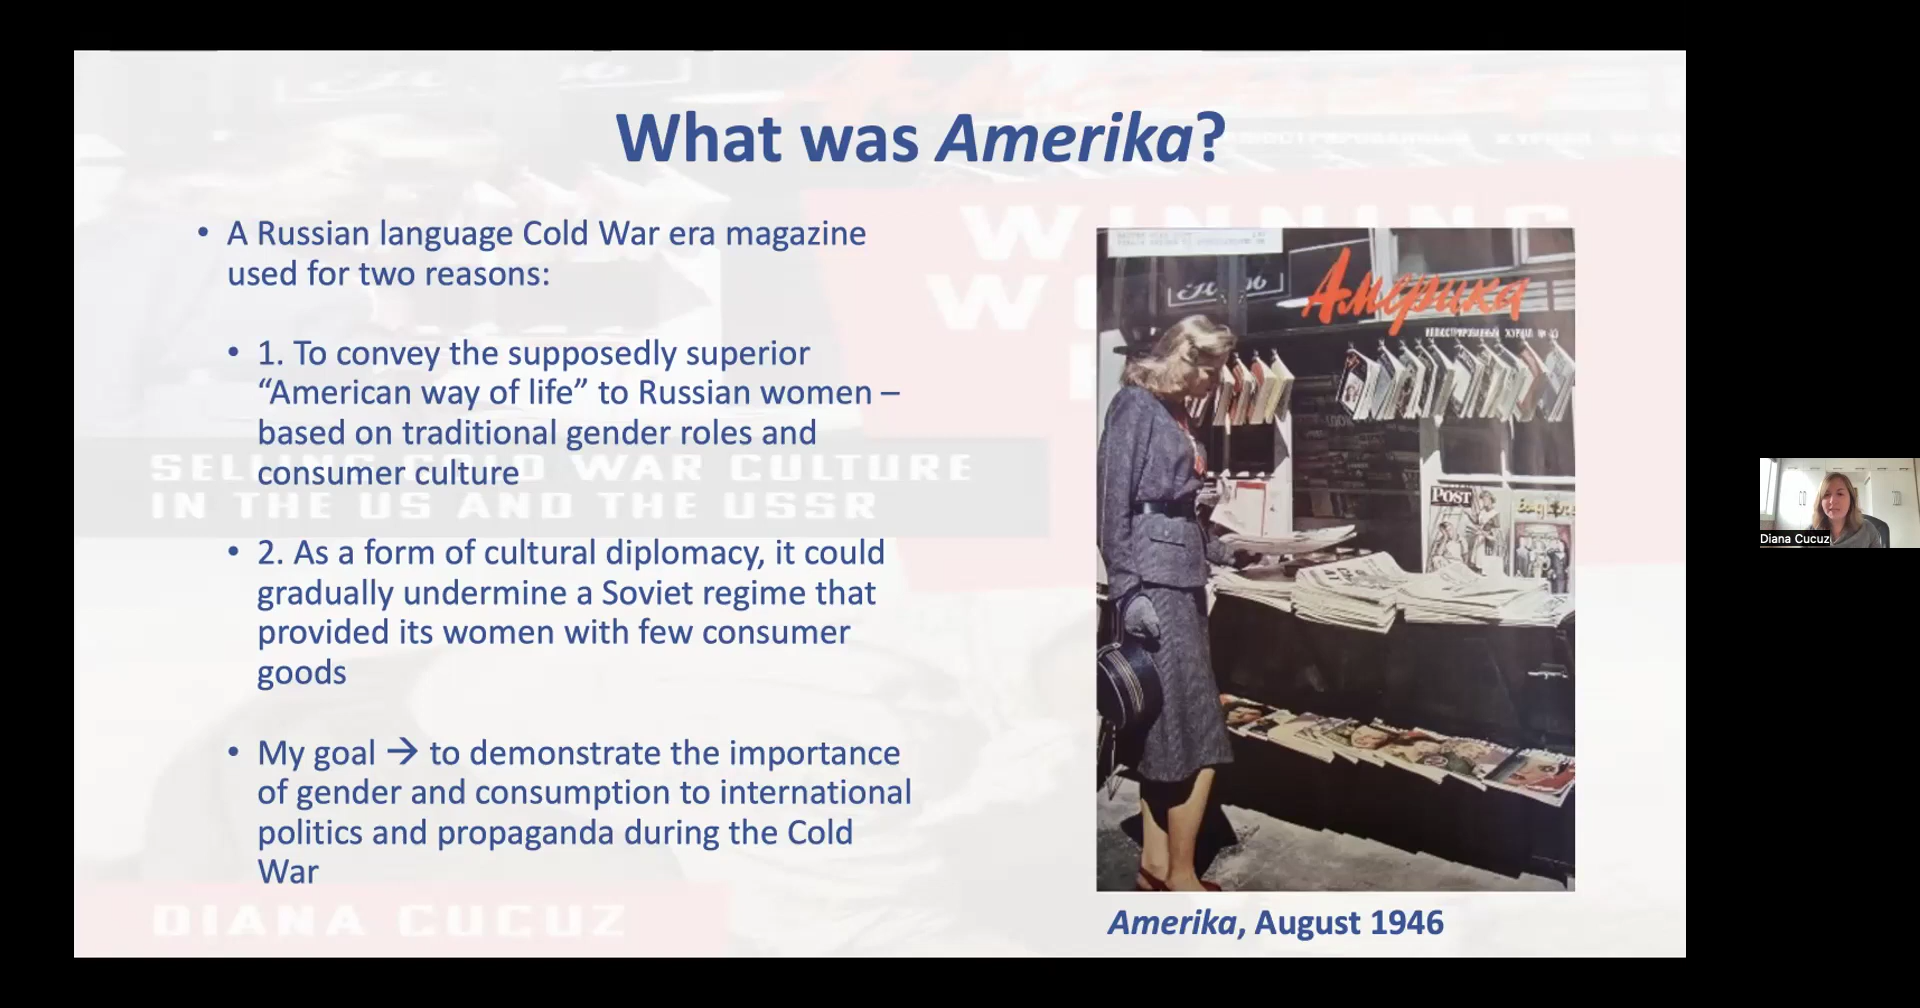 What was Amerika?
• A Russian language Cold War era magazine
used for two reasons:
• 1. To convey the supposedly superior
“American way of life” to Russian women –
based on traditional gender roles and
consumer culture
• 2. As a form of cultural diplomacy, it could
gradually undermine a Soviet regime that
provided its women with few consumer
goods
• My goal → to demonstrate the importance
of gender and consumption to international
politics and propaganda during the Cold
War
WINNING
SELLING COLD WAR CULTURE
IN THE US AND THE USSR
DIANA CUCUZ
Америка
ИЛЛЮСТРИРОВАННЫЙ ЖУРНАЛ №
POST
Esquire
Amerika, August 1946
Diana Cucuz